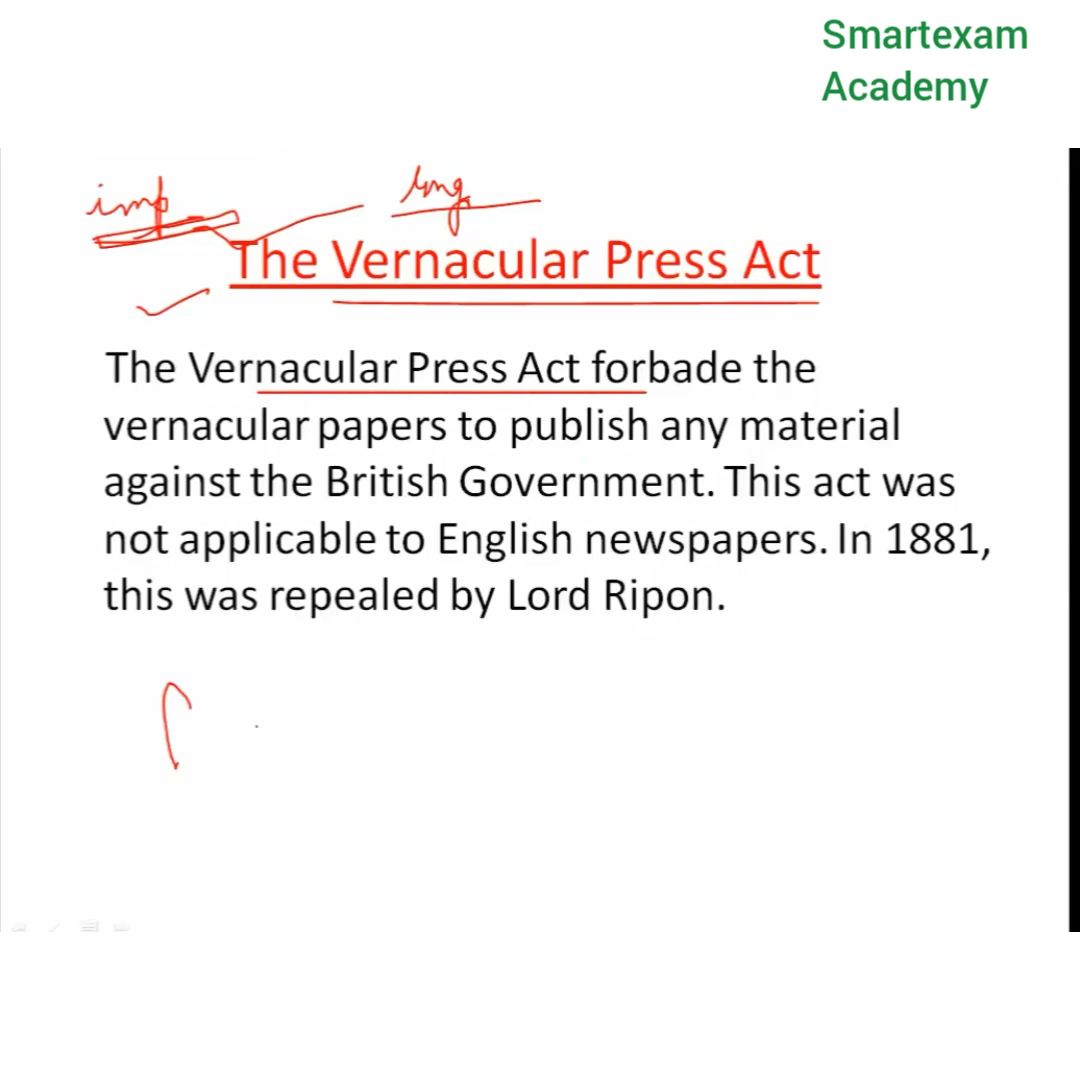 Smartexam
Academy
imp
The Vernacular Press Act
The Vernacular Press Act forbade the
vernacular papers to publish any material
against the British Government. This act was
not applicable to English newspapers. In 1881,
this was repealed by Lord Ripon.